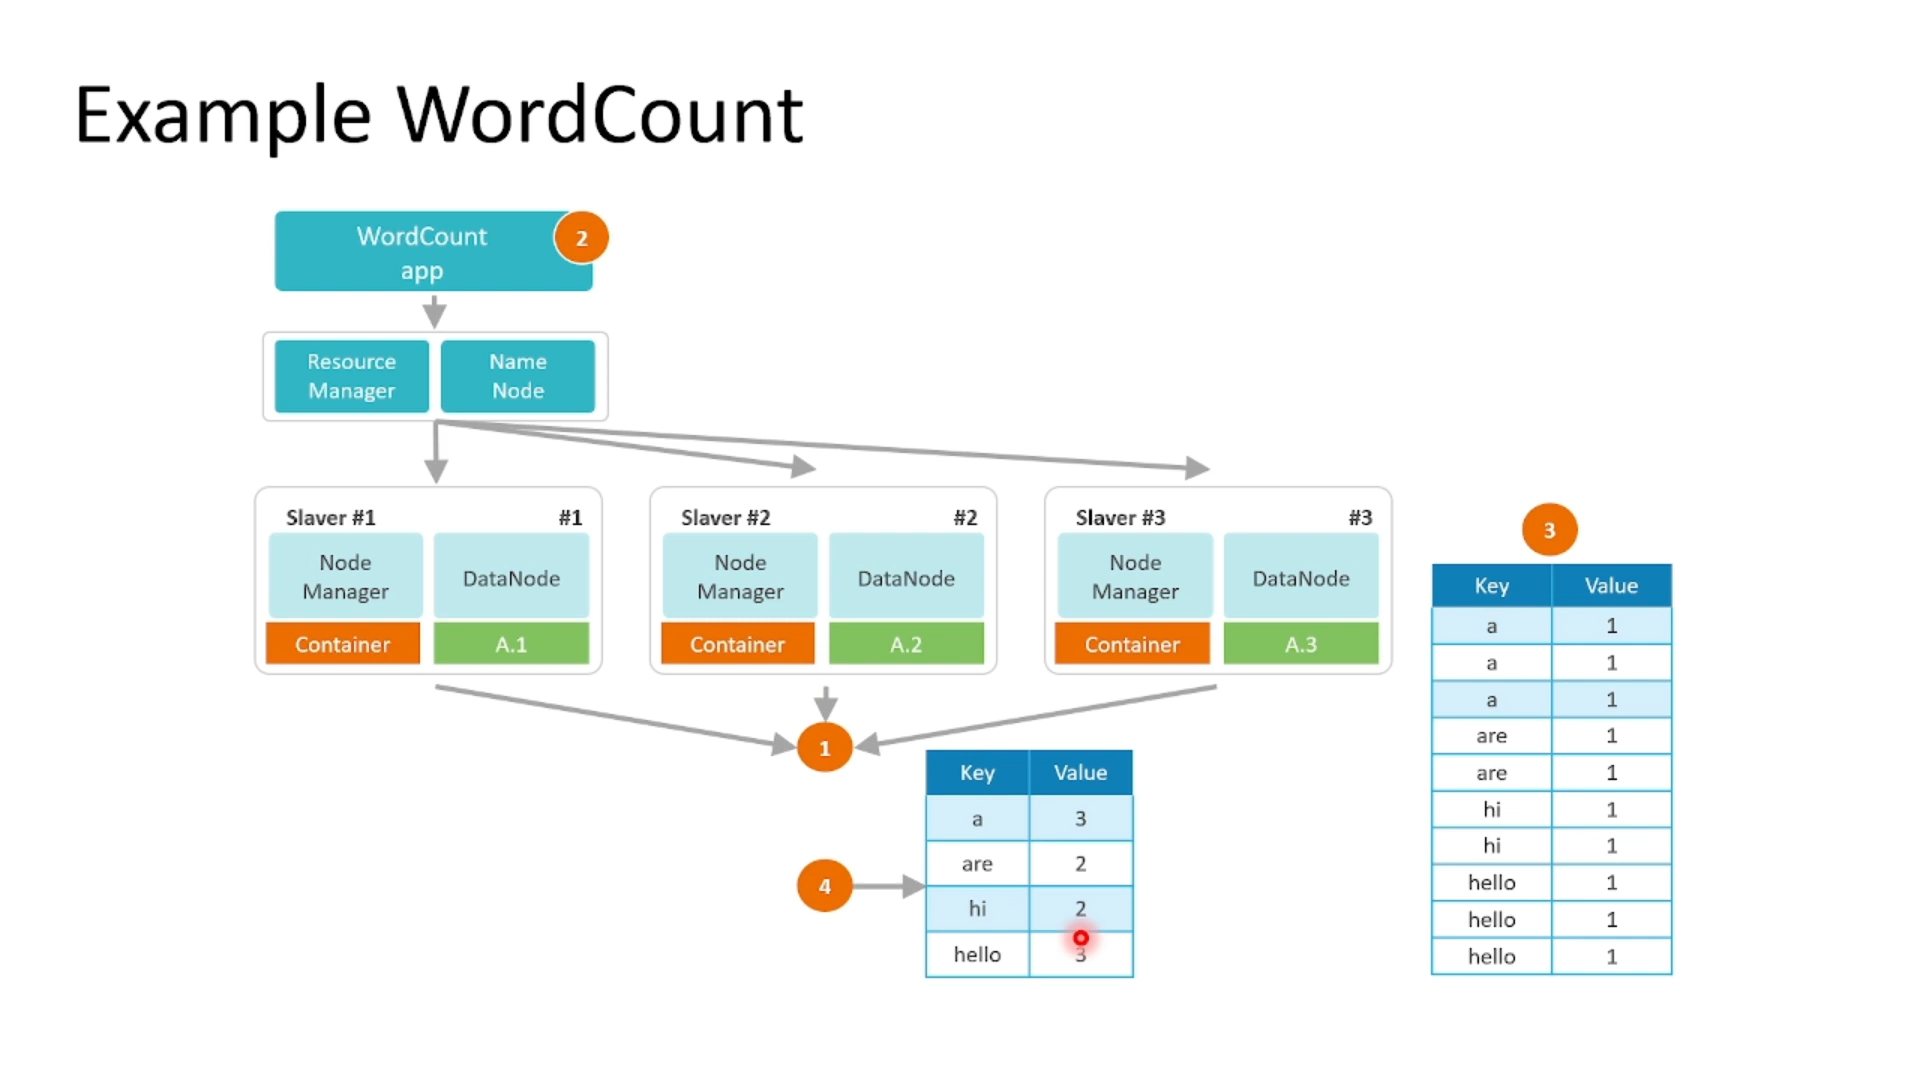 Example WordCount
WordCount
app
2
Resource
Manager
Name
Node
Slaver #1
#1
Node
Manager
DataNode
Container
A.1
Slaver #2
#2
Node
Manager
DataNode
Container
A.2
Slaver #3
#3
Node
Manager
DataNode
Container
A.3
1
4
Key Value
a 3
are 2
hi 2
hello 3
3
Key Value
a 1
a 1
a 1
are 1
are 1
hi 1
hi 1
hello 1
hello 1
hello 1